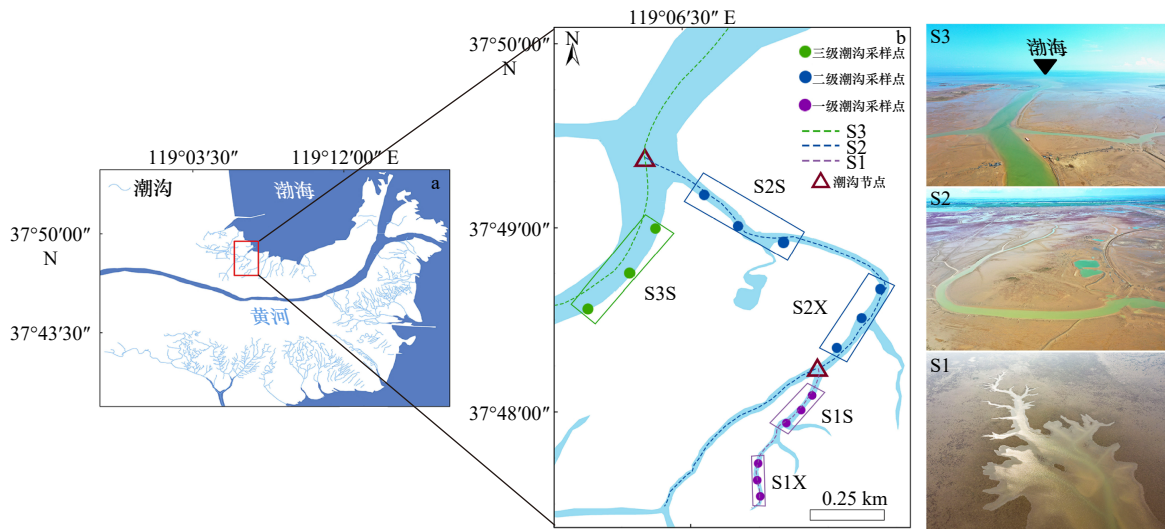 119°03′30″
119°12′00″ E
潮沟
渤海
a
37°50′00″
N
黄河
37°43′30″
119°06′30″ E
37°50′00″
N
N
b
三级潮沟采样点
二级潮沟采样点
一级潮沟采样点
S3
S2
S1
潮沟节点
S2S
37°49′00″
S3S
S2X
37°48′00″
S1S
S1X
0.25 km
S3
渤海
S2
S1